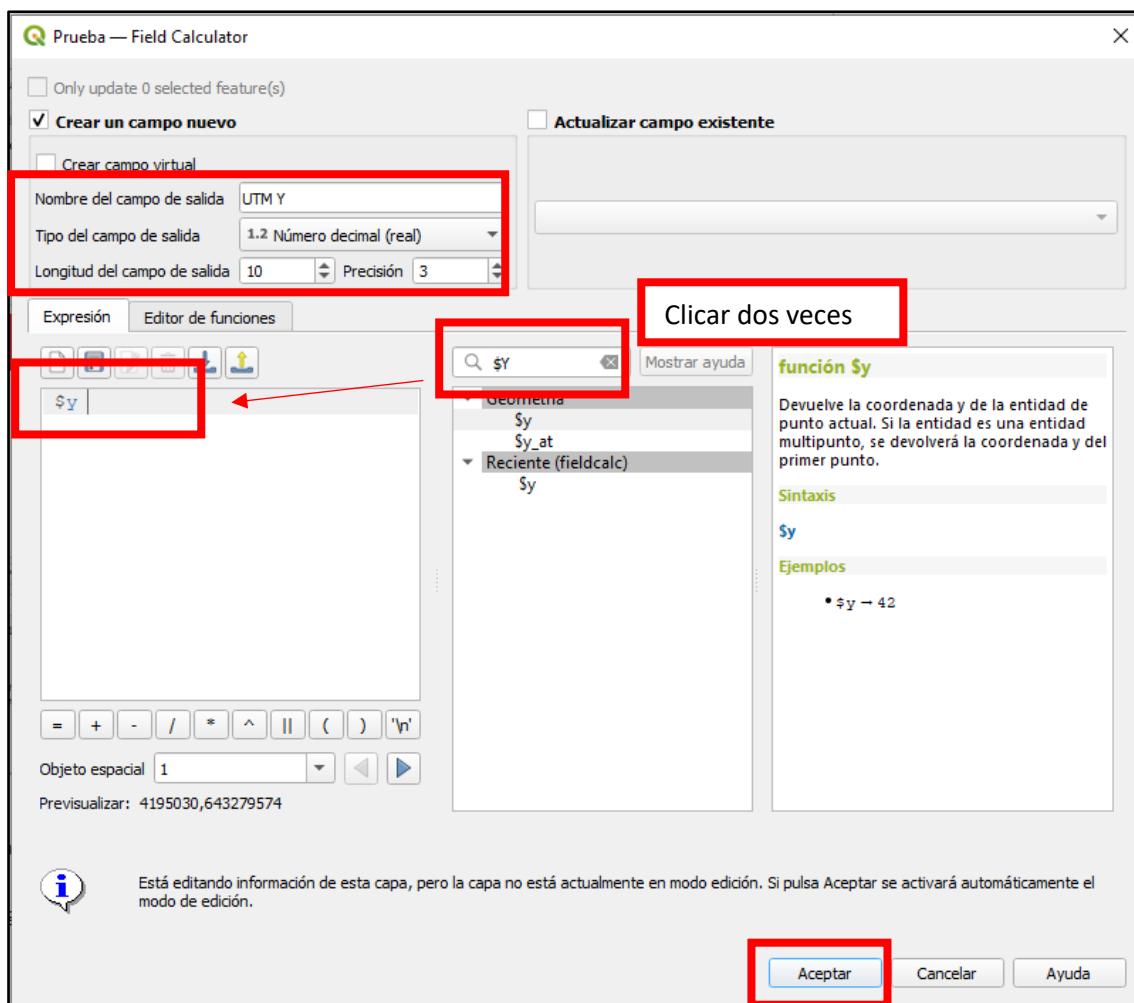 Prueba — Field Calculator
Only update 0 selected feature(s)
Crear un campo nuevo
Actualizar campo existente
Crear campo virtual
Nombre del campo de salida UTM Y
Tipo del campo de salida 1.2 Número decimal (real)
Longitud del campo de salida 10 Precisión 3
Clicar dos veces
Expresión Editor de funciones
$Y Mostrar ayuda
$y
Geometría
$y
$y_at
Reciente (fieldcalc)
$y
función $y
Devuelve la coordenada y de la entidad de
punto actual. Si la entidad es una entidad
multipunto, se devolverá la coordenada y del
primer punto.
Sintaxis
$y
Ejemplos
• $y → 42
= + - / * ^ || ( ) '\n'
Objeto espacial 1
Previsualizar: 4195030,643279574
Está editando información de esta capa, pero la capa no está actualmente en modo edición. Si pulsa Aceptar se activará automáticamente el
modo de edición.
Aceptar Cancelar Ayuda